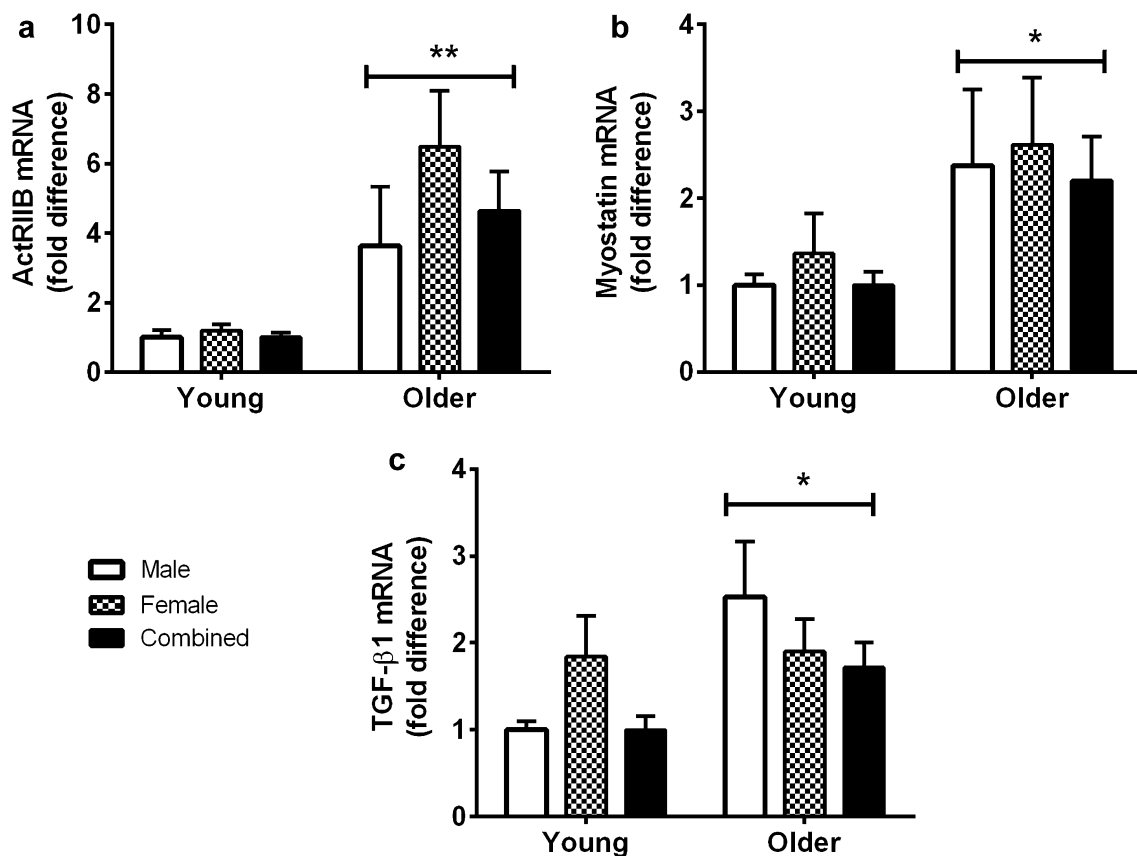 a
ActRIIB mRNA
(fold difference)
10
8
6
4
2
0
**
Young
Older
b
Myostatin mRNA
(fold difference)
4
3
2
1
0
*
Young
Older
c
TGF-β1 mRNA
(fold difference)
4
3
2
1
0
*
Young
Older
Male
Female
Combined